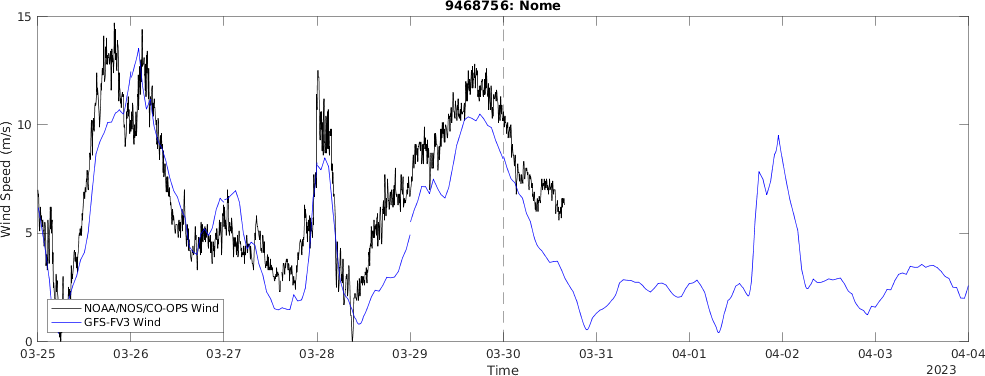 9468756: Nome
Wind Speed (m/s)
15
10
5
0
NOAA/NOS/CO-OPS Wind
GFS-FV3 Wind
03-25 03-26 03-27 03-28 03-29 03-30 03-31 04-01 04-02 04-03 04-04
Time
2023